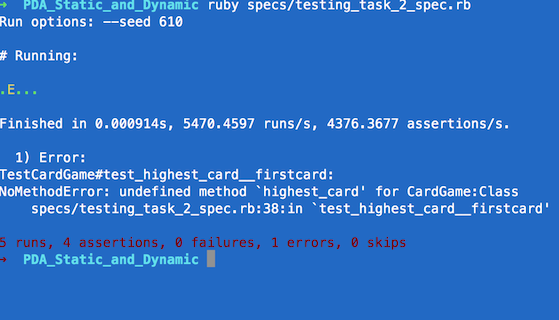 → PDA_Static_and_Dynamic ruby specs/testing_task_2_spec.rb
Run options: --seed 610
# Running:
.E...
Finished in 0.000914s, 5470.4597 runs/s, 4376.3677 assertions/s.
1) Error:
TestCardGame#test_highest_card__firstcard:
NoMethodError: undefined method `highest_card' for CardGame:Class
specs/testing_task_2_spec.rb:38:in `test_highest_card__firstcard'
5 runs, 4 assertions, 0 failures, 1 errors, 0 skips
→ PDA_Static_and_Dynamic